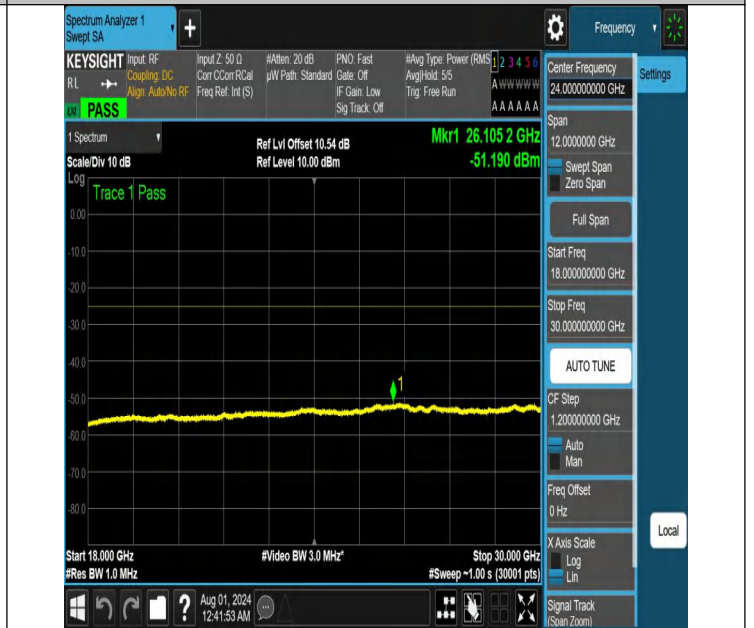 Spectrum Analyzer 1
Swept SA
+
Frequency
KEYSIGHT
RL
PASS
Input: RF
Coupling: DC
Align: Auto/No RF
Input Z: 50 Ω
Corr CCorr RCal
Freq Ref: Int (S)
#Atten: 20 dB
µW Path: Standard
PNO: Fast
Gate: Off
IF Gain: Low
Sig Track: Off
#Avg Type: Power (RMS
Avg|Hold: 5/5
Trig: Free Run
1 2 3 4 5 6
A W W W W W
A A A A A A
1 Spectrum
Scale/Div 10 dB
Ref Lvl Offset 10.54 dB
Ref Level 10.00 dBm
Mkr1 26.105 2 GHz
-51.190 dBm
Log
Trace 1 Pass
0.00
-10.0
-20.0
-30.0
-40.0
-50.0
-60.0
-70.0
-80.0
1
Start 18.000 GHz
#Res BW 1.0 MHz
#Video BW 3.0 MHz*
Stop 30.000 GHz
#Sweep ~1.00 s (30001 pts)
?
Aug 01, 2024
12:41:53 AM
Center Frequency
24.000000000 GHz
Settings
Span
12.0000000 GHz
Swept Span
Zero Span
Full Span
Start Freq
18.000000000 GHz
Stop Freq
30.000000000 GHz
AUTO TUNE
CF Step
1.200000000 GHz
Auto
Man
Freq Offset
0 Hz
X Axis Scale
Log
Lin
Local
Signal Track
(Span Zoom)